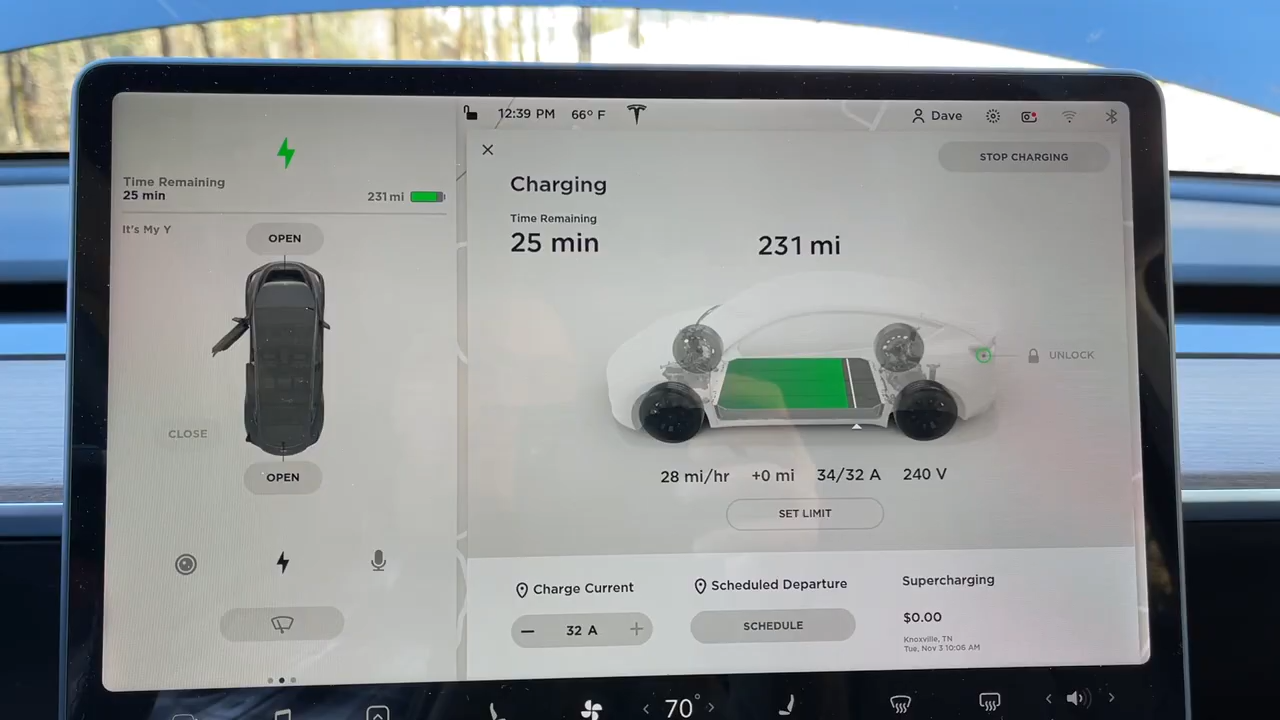 12:39 PM 66° F
Dave
STOP CHARGING
Time Remaining
25 min
231 mi
It's My Y
OPEN
CLOSE
OPEN
Charging
Time Remaining
25 min
231 mi
UNLOCK
28 mi/hr +0 mi 34/32 A 240 V
SET LIMIT
Charge Current
32 A
Scheduled Departure
SCHEDULE
Supercharging
$0.00
Knoxville, TN
Tue, Nov 3 10:06 AM
70°